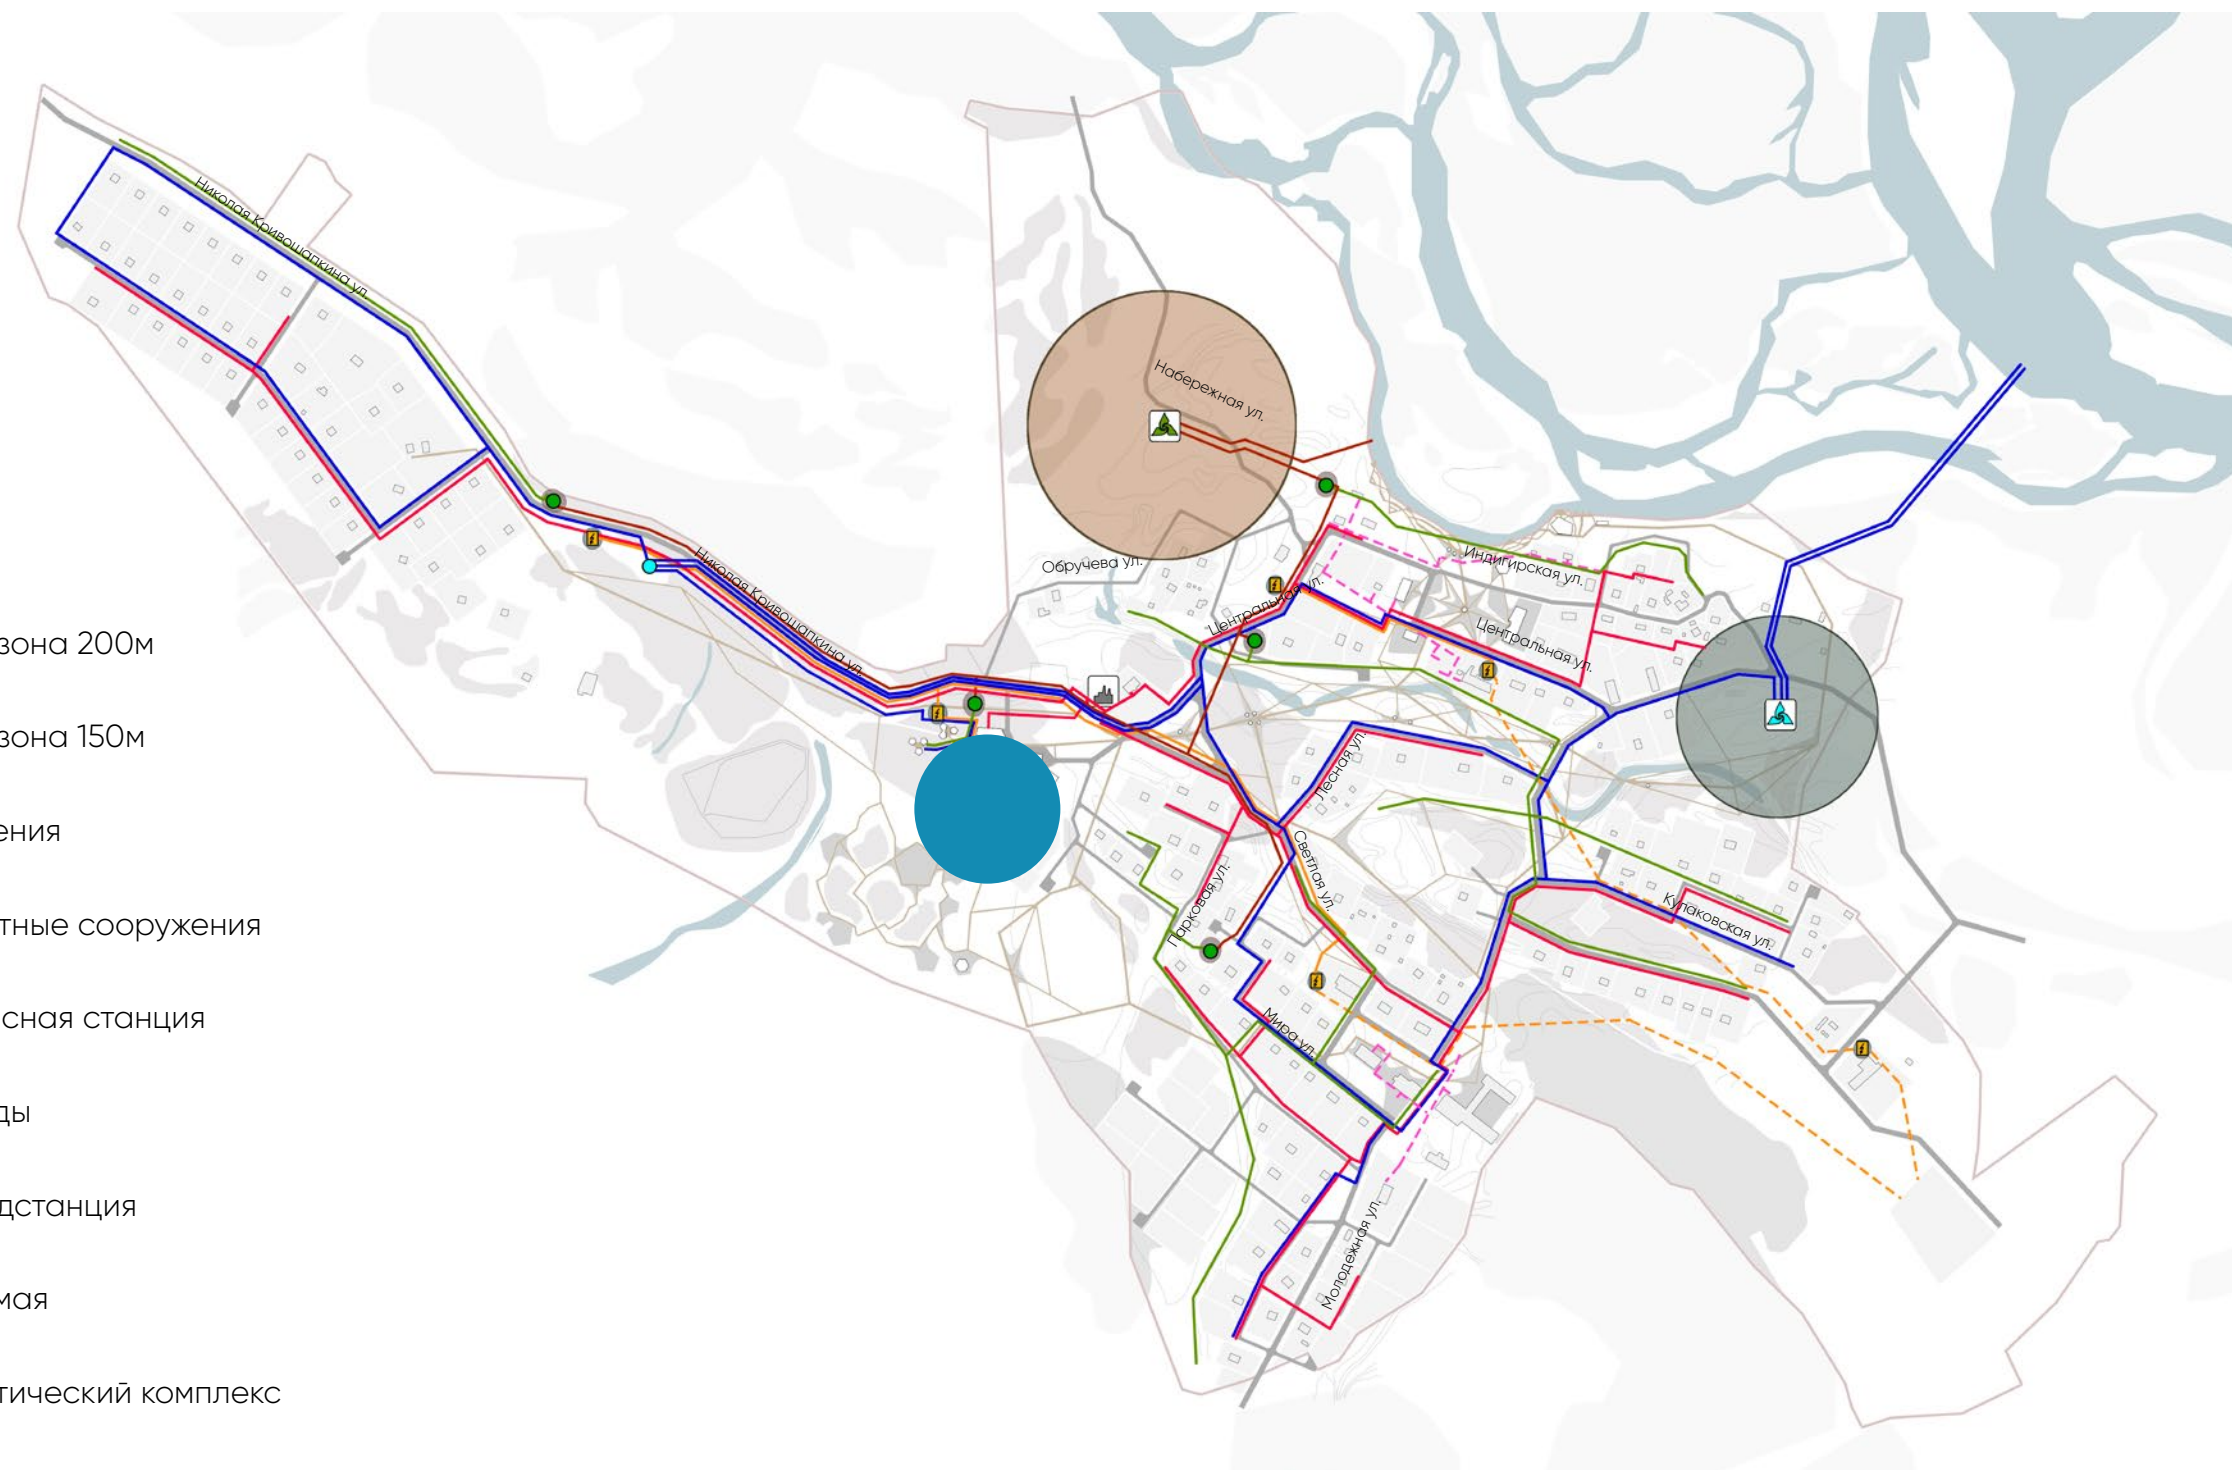 зона 200м
зона 150м
ения
тные сооружения
сная станция
ды
дстанция
мая
тический комплекс
Николая Кривошапкина ул.
Набережная ул.
Николая Кривошапкина ул.
Обручева ул.
Центральная ул.
Индигирская ул.
Центральная ул.
Лесная ул.
Светлая ул.
Парковая ул.
Кулаковская ул.
Мира ул.
Молодежная ул.